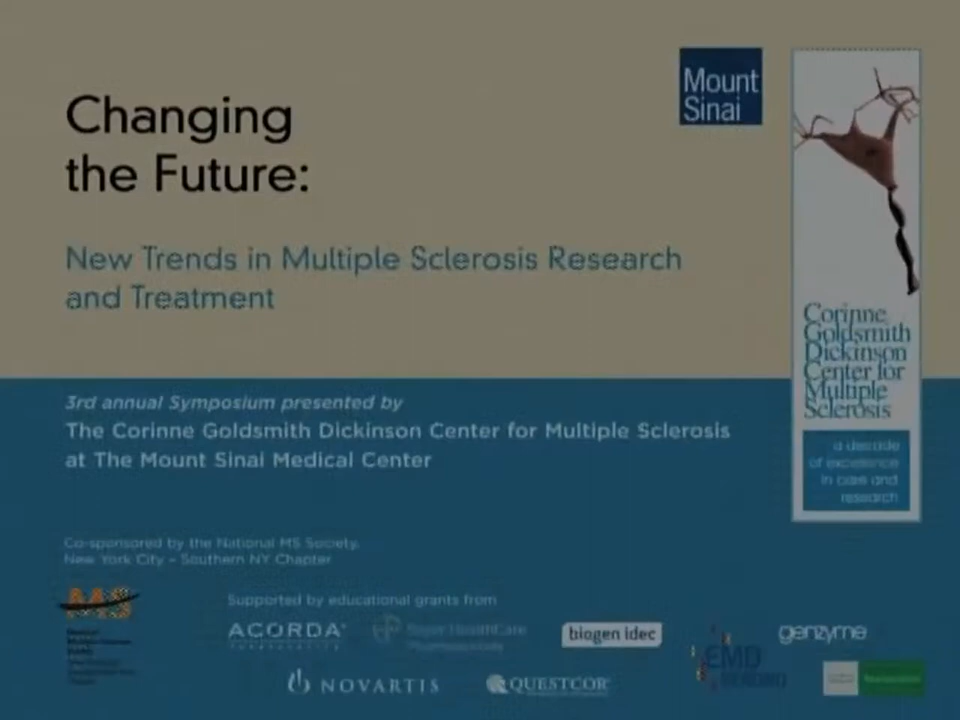 Changing
the Future:
New Trends in Multiple Sclerosis Research
and Treatment
Mount
Sinai
Corinne
Goldsmith
Dickinson
Center for
Multiple
Sclerosis
a decade
of excellence
in care and
research
3rd annual Symposium presented by
The Corinne Goldsmith Dickinson Center for Multiple Sclerosis
at The Mount Sinai Medical Center
Co-sponsored by the National MS Society,
New York City – Southern NY Chapter
MS
Supported by educational grants from
ACORDA
HealthCare
biogen idec
EMD
genzyme
NOVARTIS
QUESTCOR